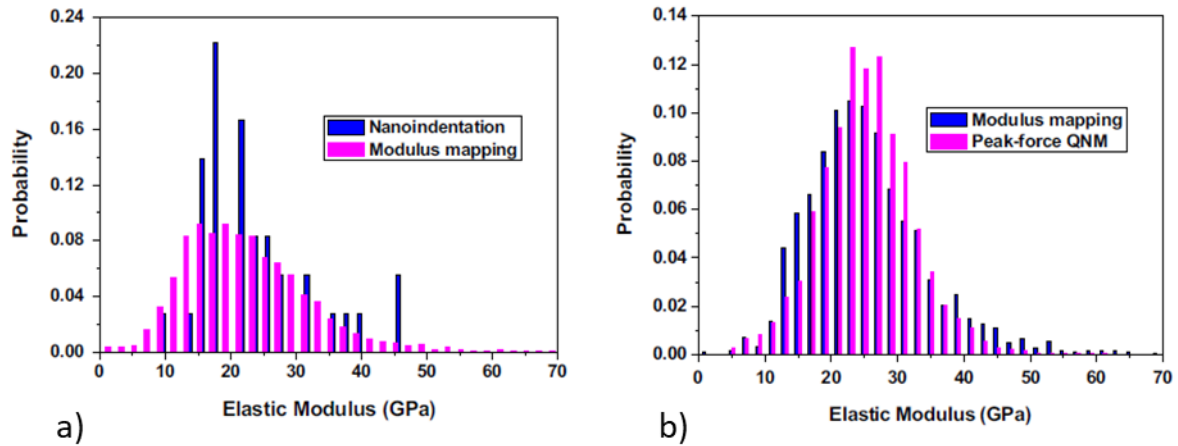 0.24
0.20
0.16
0.12
0.08
0.04
0.00
Probability
Nanoindentation
Modulus mapping
0 10 20 30 40 50 60 70
Elastic Modulus (GPa)
a)
0.14
0.12
0.10
0.08
0.06
0.04
0.02
0.00
Probability
Modulus mapping
Peak-force QNM
0 10 20 30 40 50 60 70
Elastic Modulus (GPa)
b)